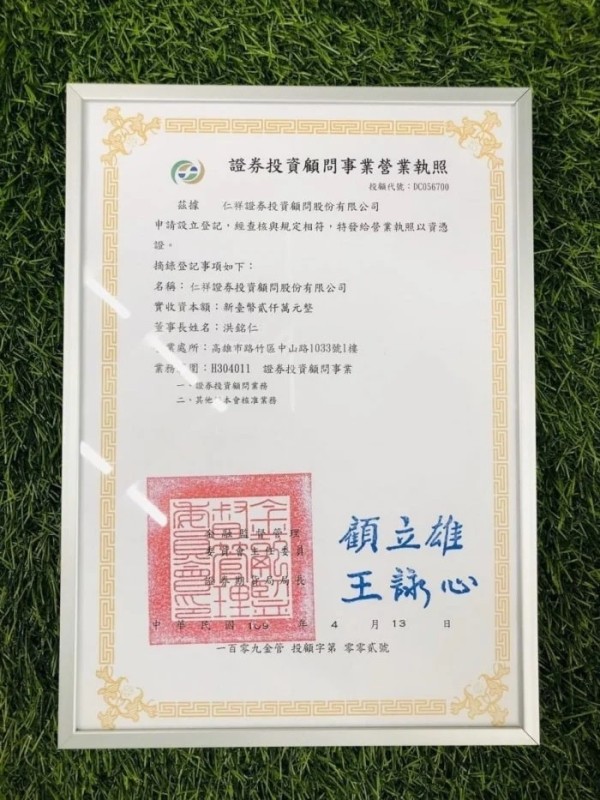 證券投資顧問事業營業執照
投顧代號：DC056700
茲據 仁祥證券投資顧問股份有限公司
申請設立登記，經查核與規定相符，特發給營業執照以資憑
證。
摘錄登記事項如下：
名稱：仁祥證券投資顧問股份有限公司
實收資本額：新臺幣貳仟萬元整
董事長姓名：洪銘仁
業處所：高雄市路竹區中山路1033號1樓
業務範圍：H304011 證券投資顧問事業
一、證券投資顧問業務
二、其他經本會核准業務
金融監督管理
委員會主任委員
顧立雄
證券期貨局局長
王詠心
中華民國109年4月13日
一百零九金管 投顧字第 零零貳號